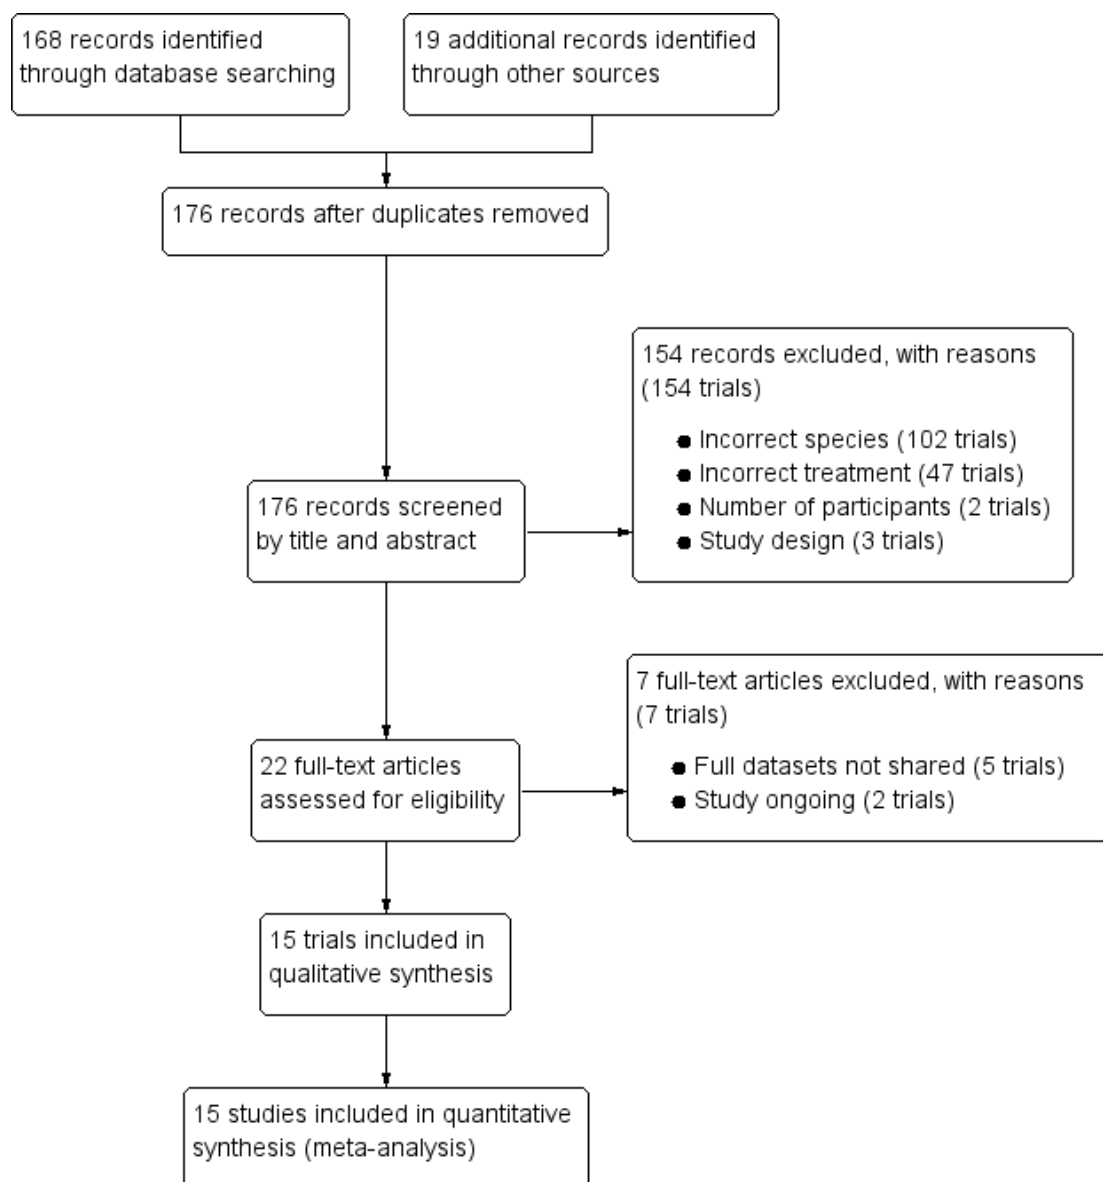 168 records identified
through database searching
19 additional records identified
through other sources
176 records after duplicates removed
154 records excluded, with reasons
(154 trials)
● Incorrect species (102 trials)
● Incorrect treatment (47 trials)
● Number of participants (2 trials)
● Study design (3 trials)
176 records screened
by title and abstract
7 full-text articles excluded, with reasons
(7 trials)
● Full datasets not shared (5 trials)
● Study ongoing (2 trials)
22 full-text articles
assessed for eligibility
15 trials included in
qualitative synthesis
15 studies included in quantitative
synthesis (meta-analysis)